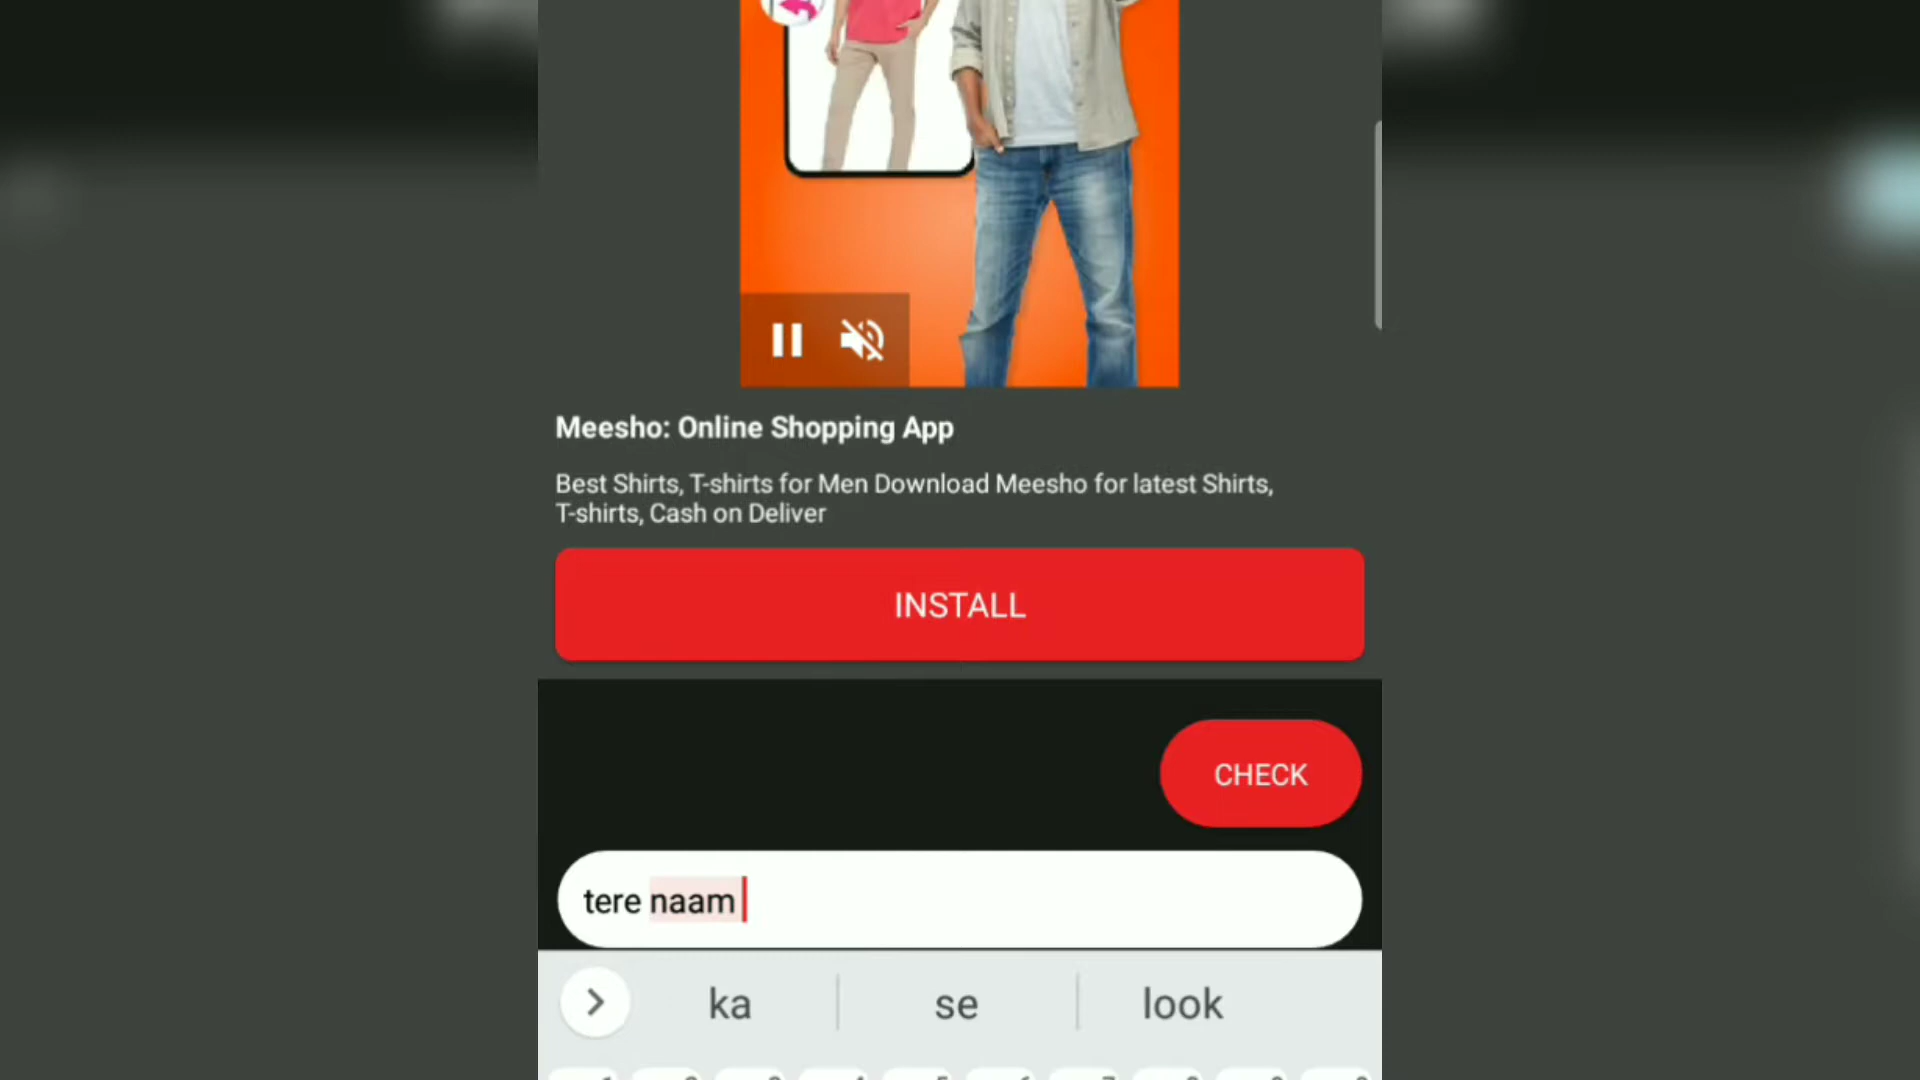 Meesho: Online Shopping App
Best Shirts, T-shirts for Men Download Meesho for latest Shirts,
T-shirts, Cash on Deliver
INSTALL
CHECK
tere naam
ka se look